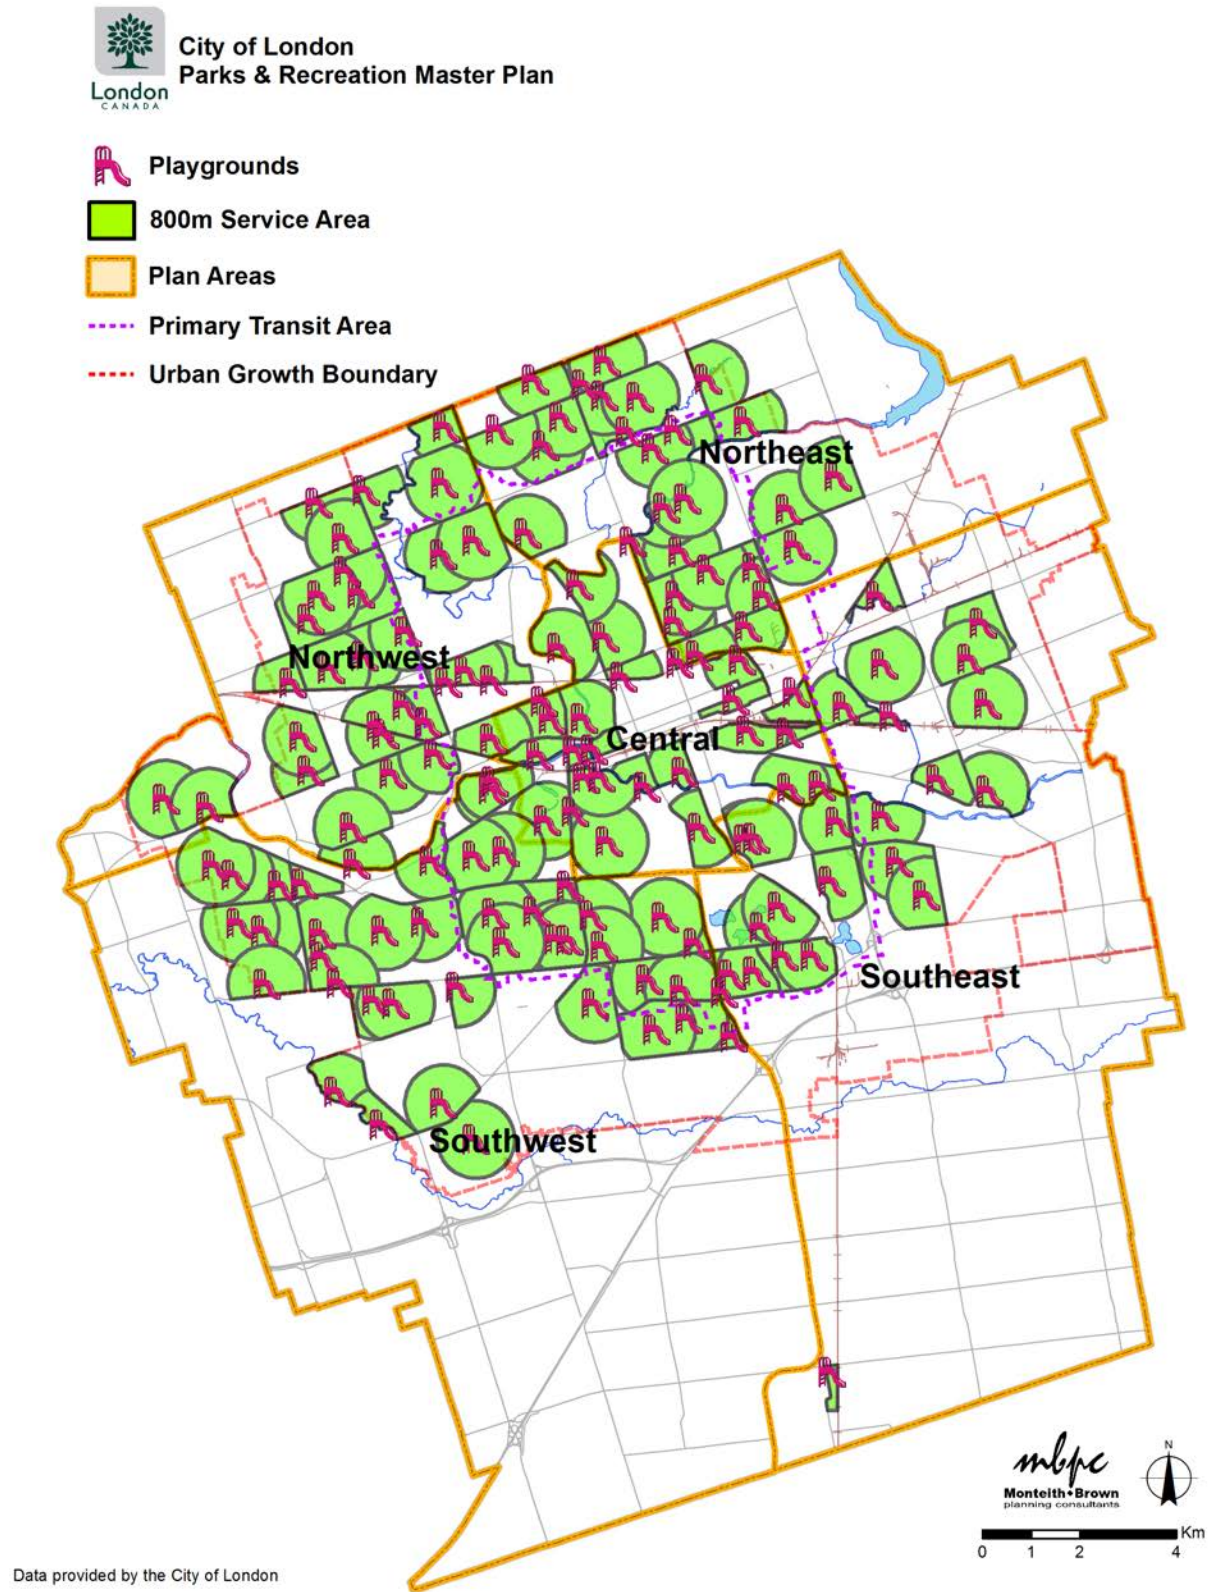 City of London
Parks & Recreation Master Plan
London
CANADA
Playgrounds
800m Service Area
Plan Areas
Primary Transit Area
Urban Growth Boundary
Northeast
Northwest
Central
Southeast
Southwest
mbpc
Monteith+Brown
planning consultants
N
Km
0 1 2 4
Data provided by the City of London